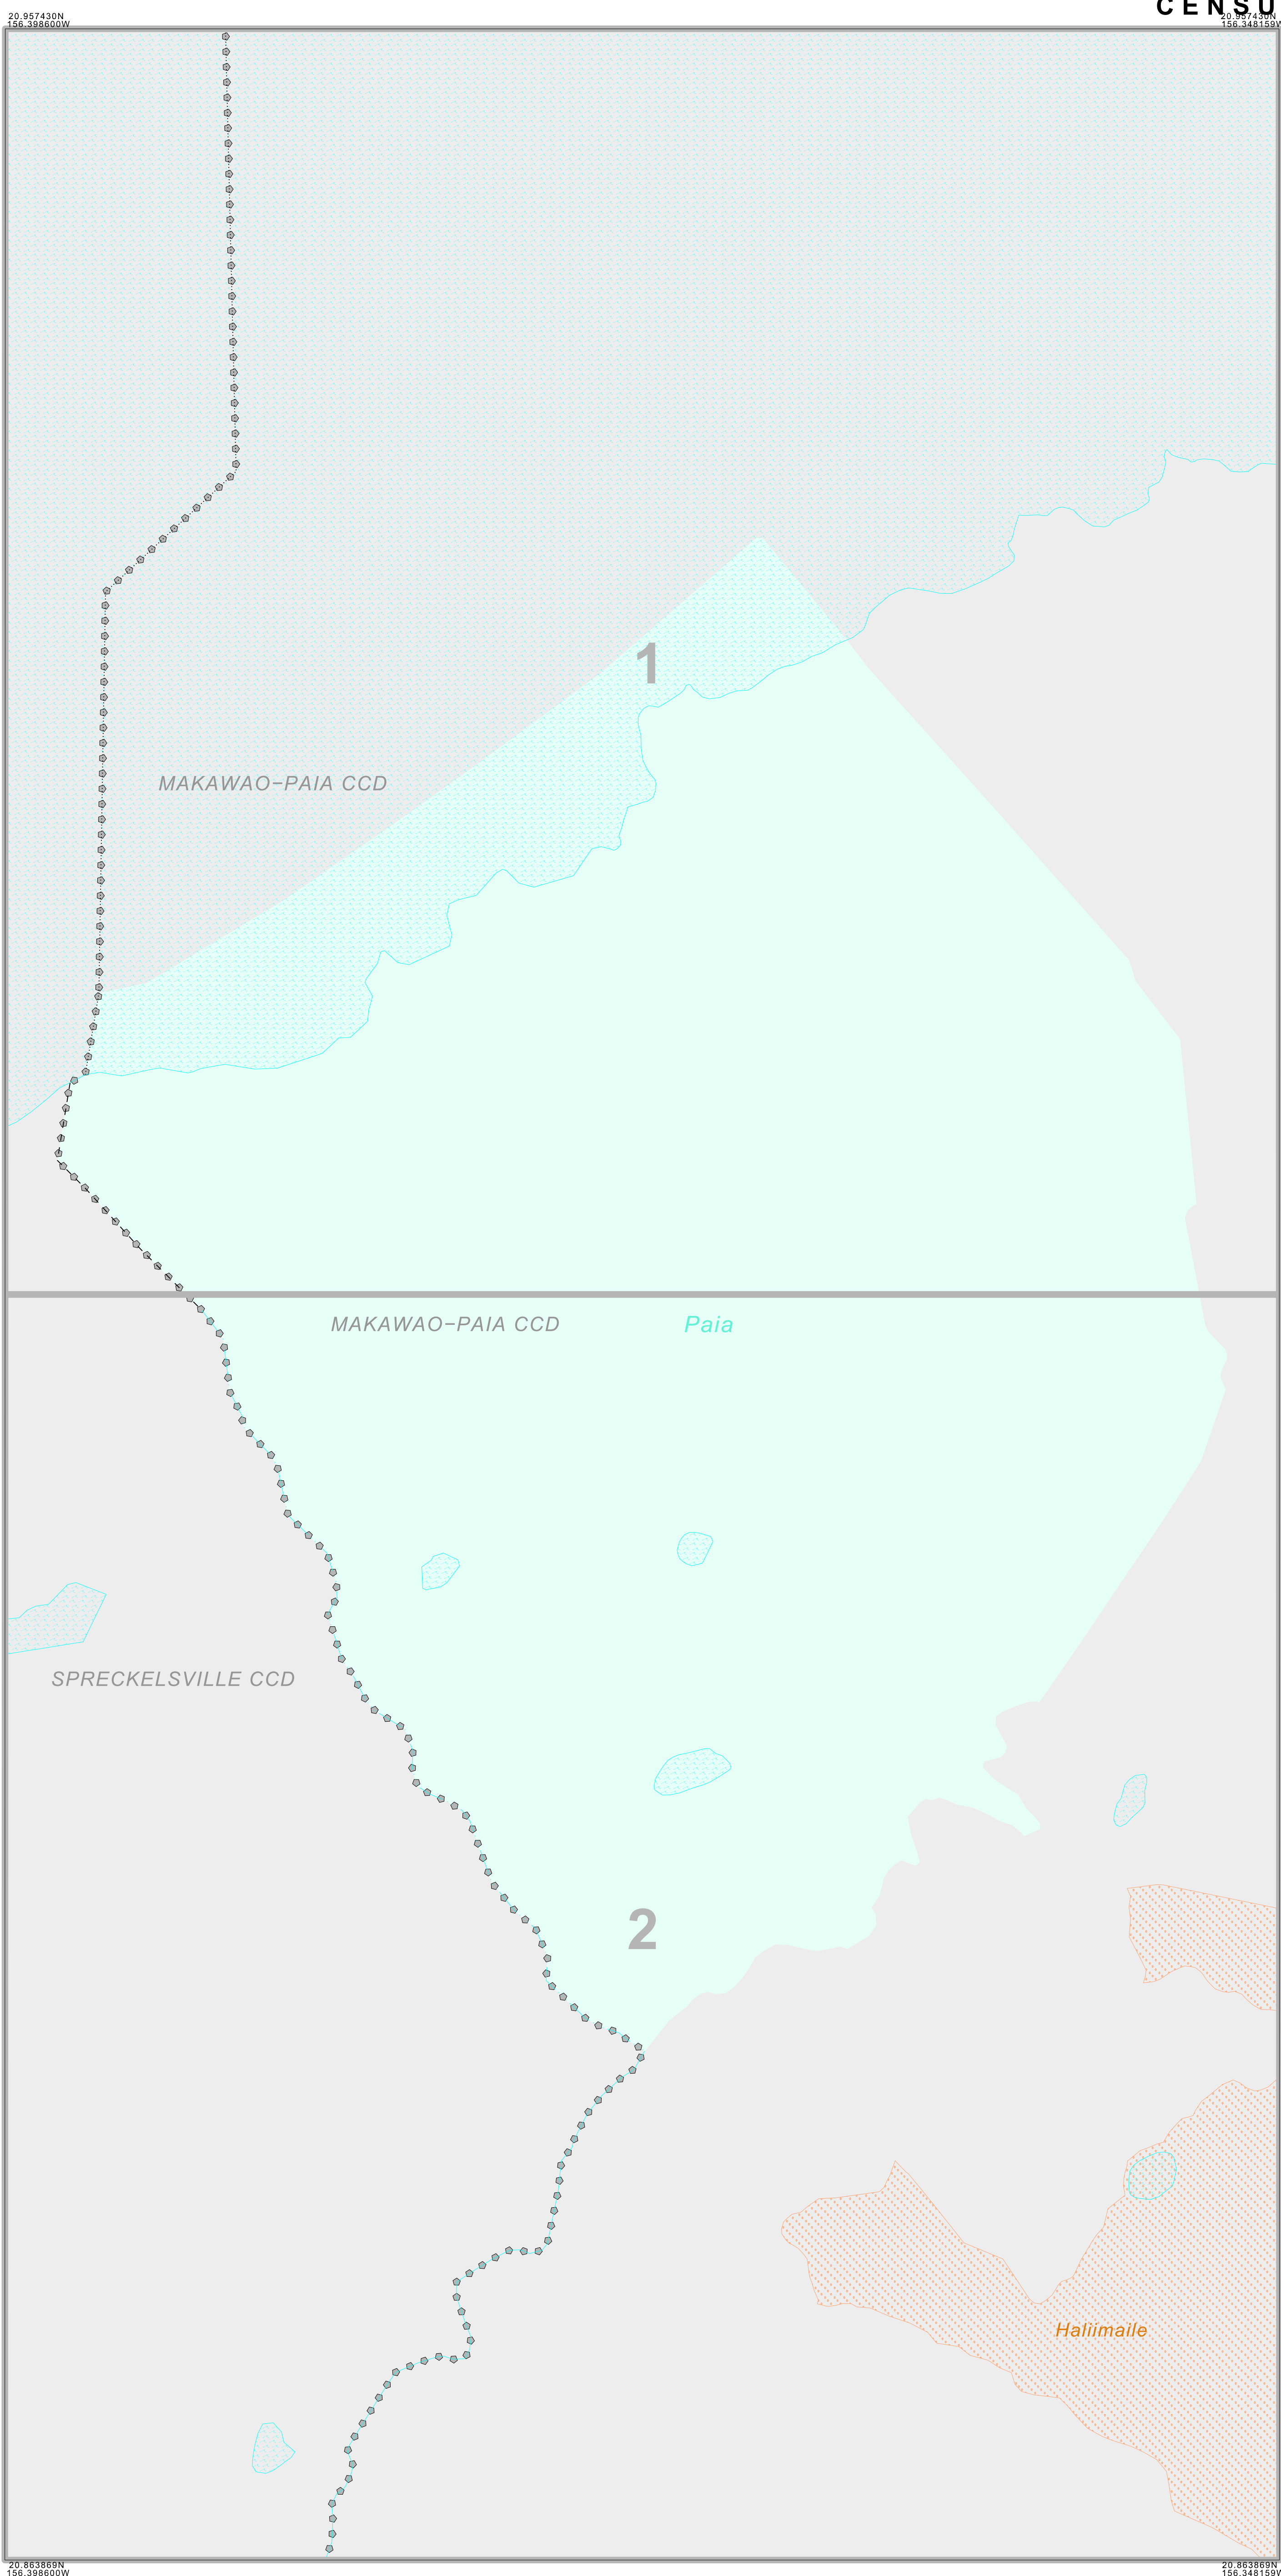 CENSU
20.957430N
156.398600W
20.957430N
156.348159W
1
MAKAWAO-PAIA CCD
MAKAWAO-PAIA CCD
Paia
SPRECKELSVILLE CCD
2
Haliimaile
20.863869N
156.398600W
20.863869N
156.348159W